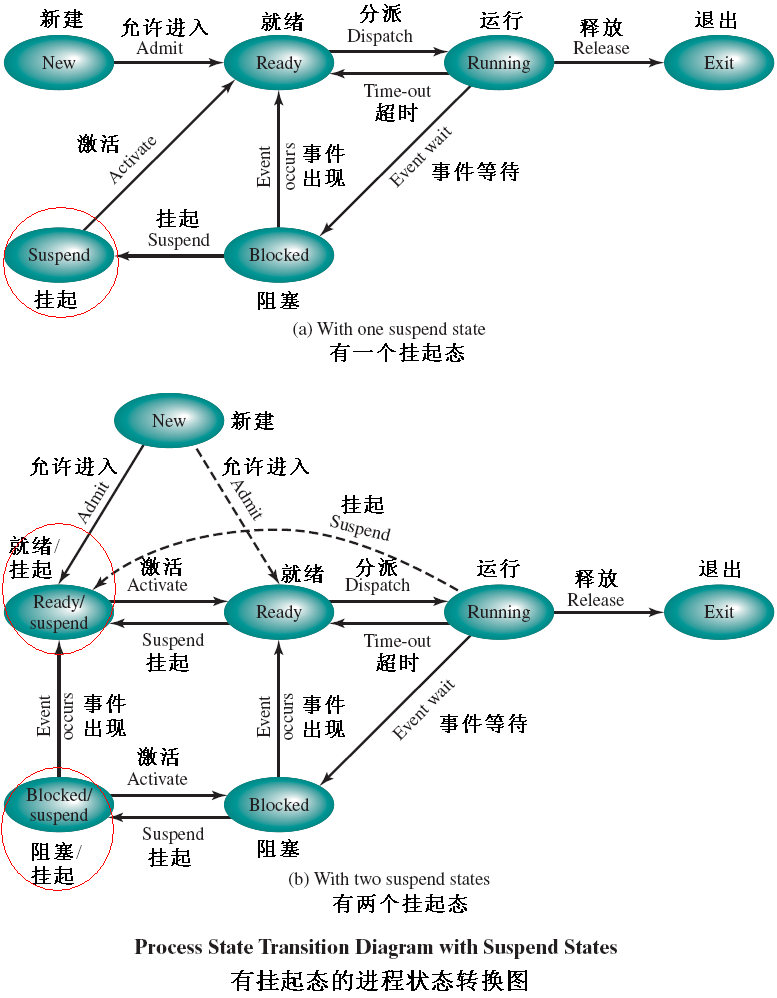 新建
允许进入
Admit
就绪
分派
Dispatch
运行
释放
Release
退出
New
Ready
Running
Exit
Time-out
超时
激活
Activate
Event
occurs
事件
出现
Event wait
事件等待
挂起
Suspend
Suspend
Blocked
挂起
阻塞
(a) With one suspend state
有一个挂起态
New
新建
允许进入
Admit
允许进入
Admit
挂起
Suspend
就绪/
挂起
激活
Activate
就绪
分派
Dispatch
运行
释放
Release
退出
Ready/
suspend
Ready
Running
Exit
Suspend
挂起
Time-out
超时
Event
occurs
事件
出现
Event
occurs
事件
出现
Event wait
事件等待
激活
Activate
Blocked/
suspend
Blocked
Suspend
挂起
阻塞/
挂起
阻塞
(b) With two suspend states
有两个挂起态
Process State Transition Diagram with Suspend States
有挂起态的进程状态转换图